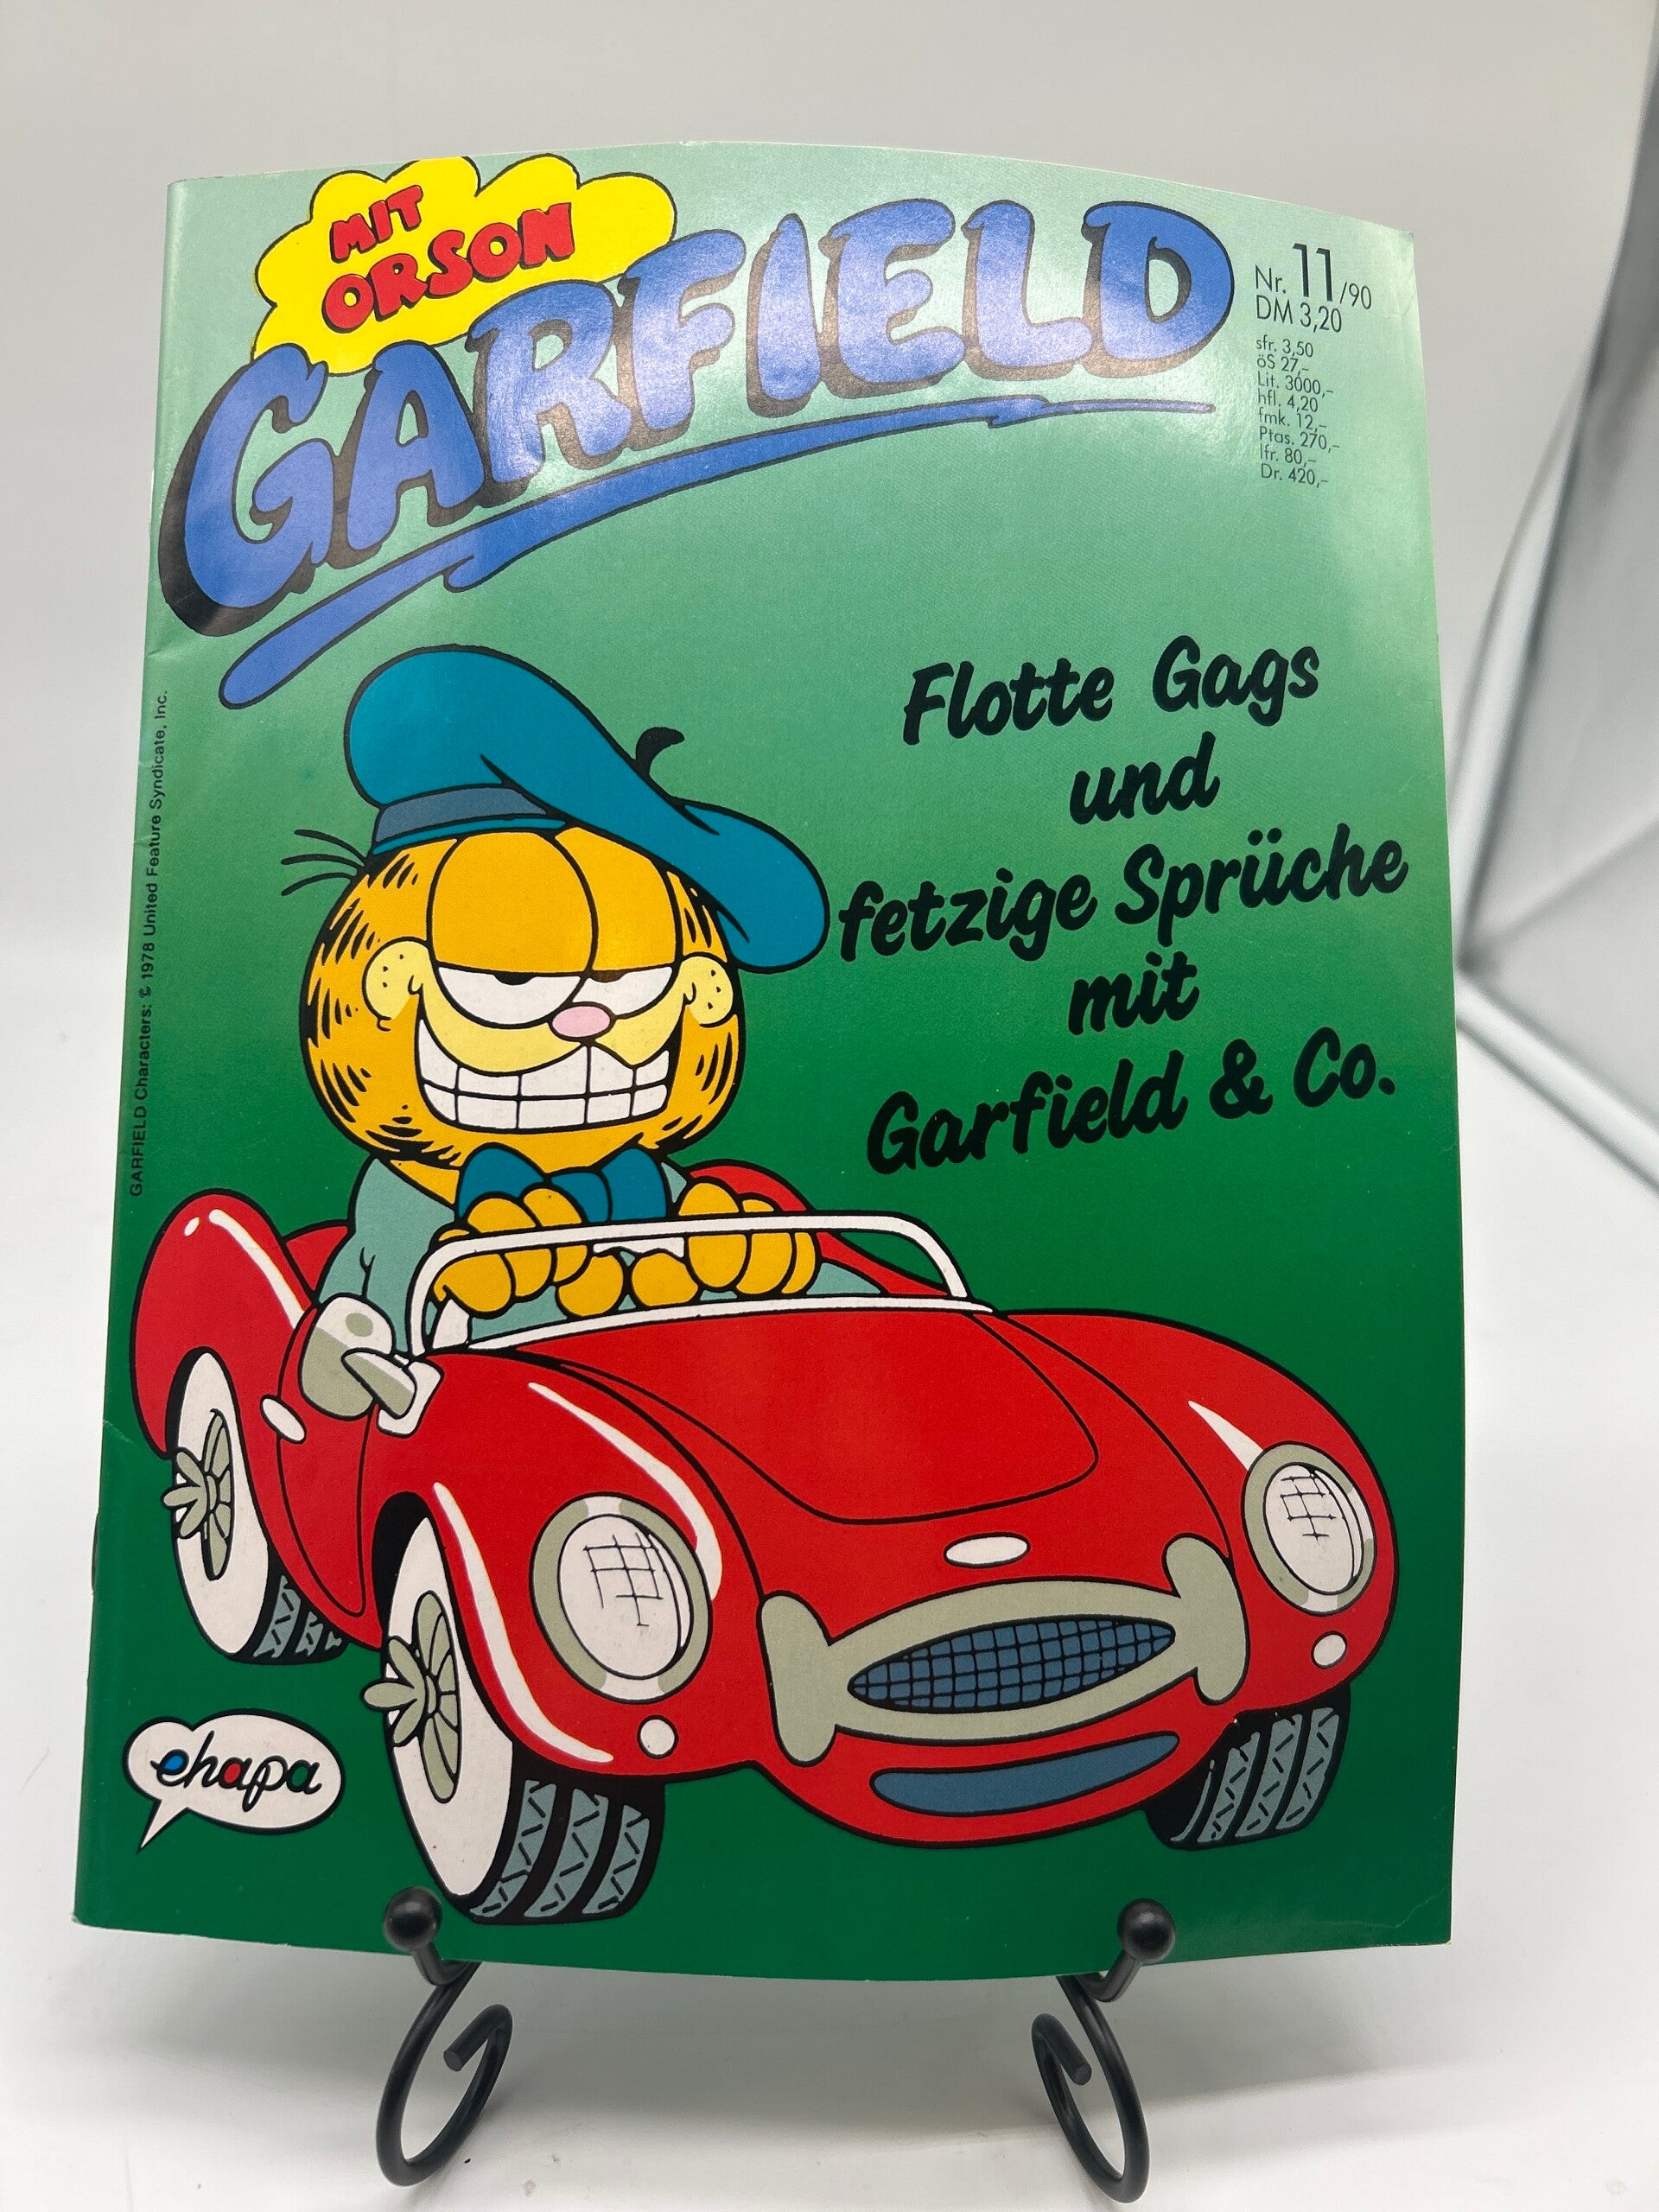 MIT
ORSON
GARFIELD
Nr. 11/90
DM 3,20
sfr. 3,50
öS 27,-
Lit. 3000,-
hfl. 4,20
fmk. 12,-
Ptas. 270,-
lfr. 80,-
Dr. 420,-
Flotte Gags
und
fetzige Sprüche
mit
Garfield & Co.
GARFIELD Characters: © 1978 United Feature Syndicate, Inc.
ehapa